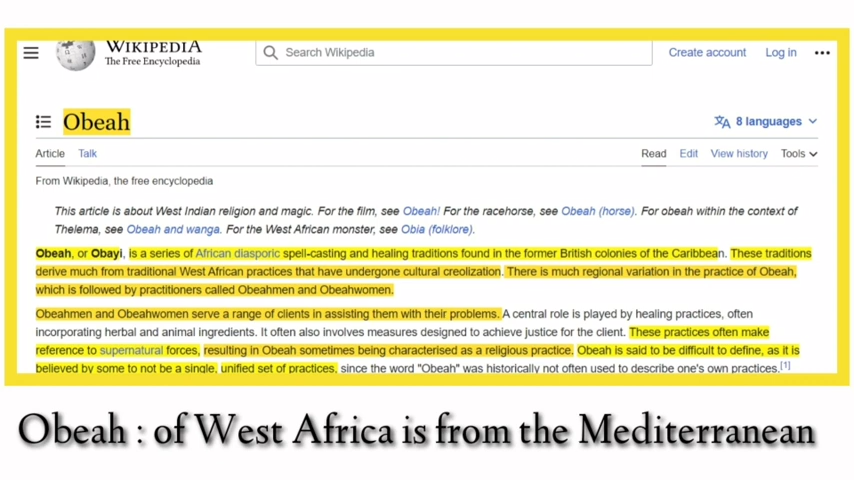 WIKIPEDIA
The Free Encyclopedia
Search Wikipedia
Create account Log in
Obeah
8 languages
Article Talk
Read Edit View history Tools
From Wikipedia, the free encyclopedia
This article is about West Indian religion and magic. For the film, see Obeah! For the racehorse, see Obeah (horse). For obeah within the context of
Thelema, see Obeah and wanga. For the West African monster, see Obia (folklore).
Obeah, or Obayi, is a series of African diasporic spell-casting and healing traditions found in the former British colonies of the Caribbean. These traditions
derive much from traditional West African practices that have undergone cultural creolization. There is much regional variation in the practice of Obeah,
which is followed by practitioners called Obeahmen and Obeahwomen.
Obeahmen and Obeahwomen serve a range of clients in assisting them with their problems. A central role is played by healing practices, often
incorporating herbal and animal ingredients. It often also involves measures designed to achieve justice for the client. These practices often make
reference to supernatural forces, resulting in Obeah sometimes being characterised as a religious practice. Obeah is said to be difficult to define, as it is
believed by some to not be a single, unified set of practices, since the word "Obeah" was historically not often used to describe one's own practices.[1]
Obeah : of West Africa is from the Mediterranean